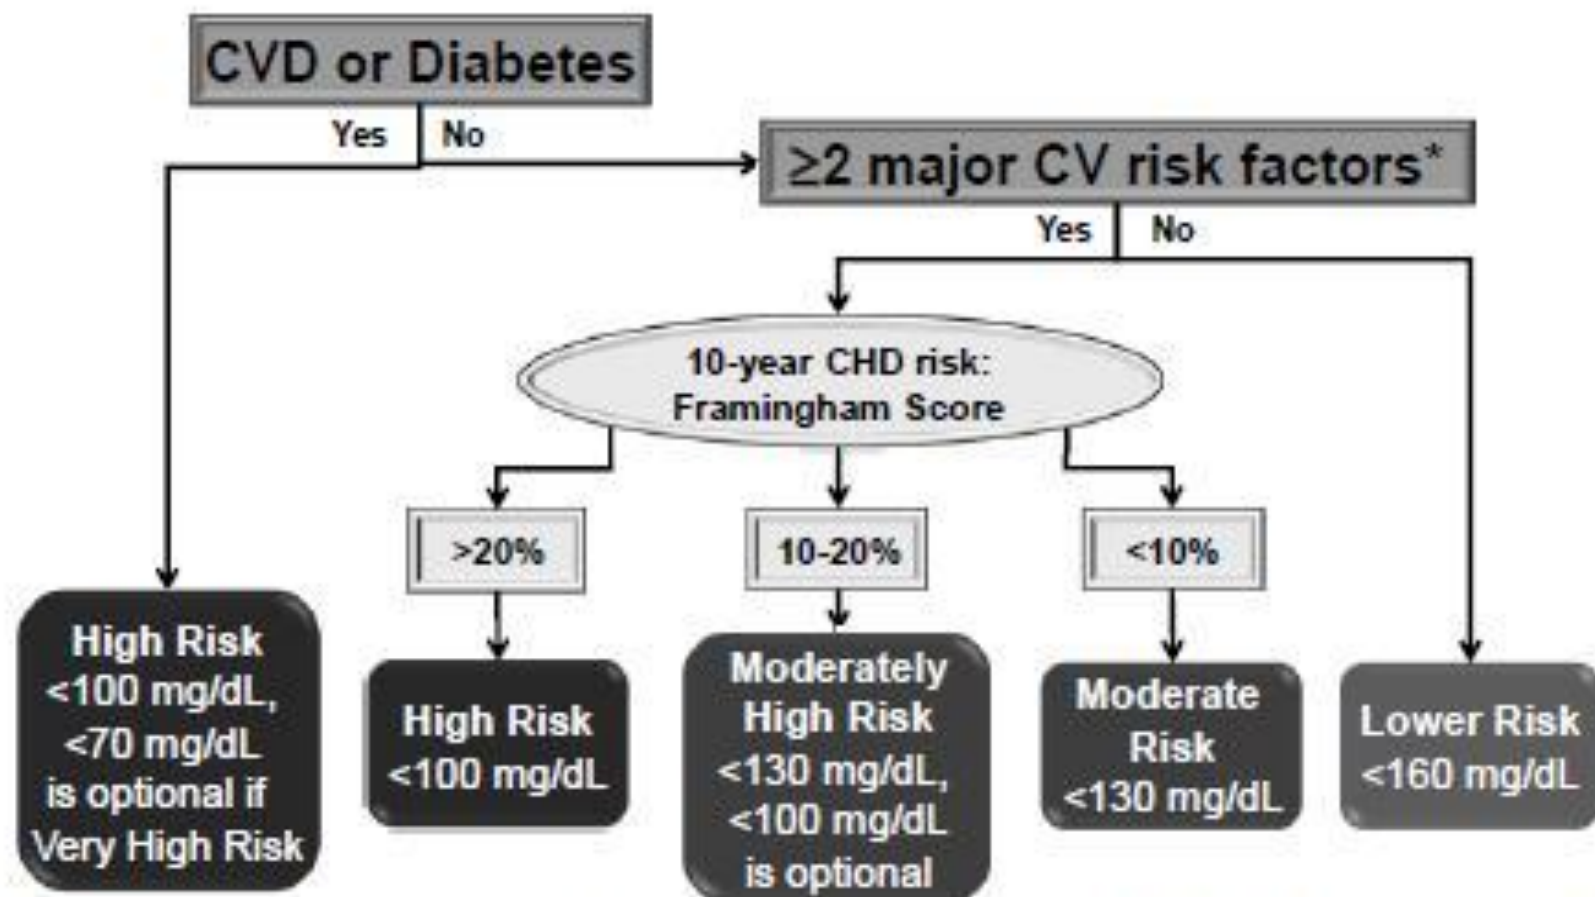 CVD or Diabetes
Yes No
≥2 major CV risk factors*
Yes No
10-year CHD risk:
Framingham Score
>20%
10-20%
<10%
High Risk
<100 mg/dL,
<70 mg/dL
is optional if
Very High Risk
High Risk
<100 mg/dL
Moderately
High Risk
<130 mg/dL,
<100 mg/dL
is optional
Moderate
Risk
<130 mg/dL
Lower Risk
<160 mg/dL